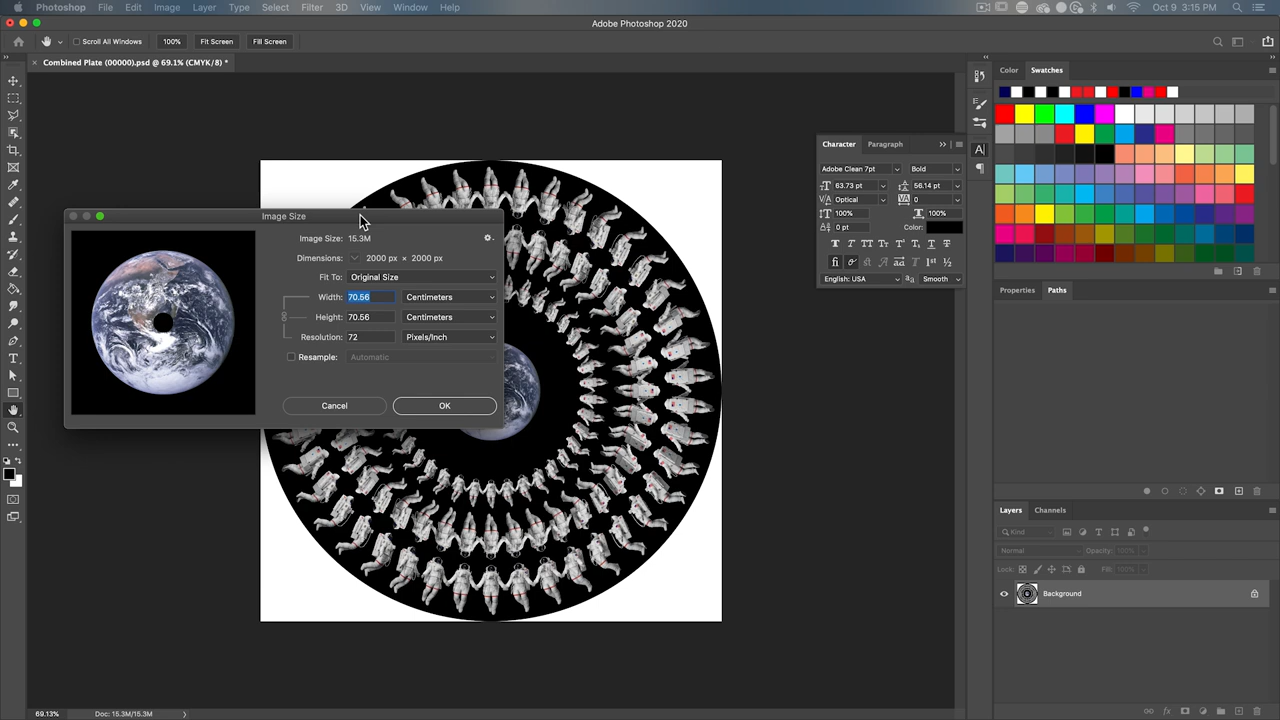 Photoshop File Edit Image Layer Type Select Filter 3D View Window Help Oct 9 3:15 PM
Adobe Photoshop 2020
Scroll All Windows 100% Fit Screen Fill Screen
Combined Plate (00000).psd @ 69.1% (CMYK/8) *
Color Swatches
Character Paragraph
Adobe Clean 7pt Bold
63.73 pt 56.14 pt
Optical 0
100% 100%
0 pt Color:
English: USA Smooth
Image Size
Image Size: 15.3M
Dimensions: 2000 px × 2000 px
Fit To: Original Size
Width: 70.56 Centimeters
Height: 70.56 Centimeters
Resolution: 72 Pixels/Inch
Resample: Automatic
Cancel OK
Properties Paths
Layers Channels
Kind
Normal Opacity: 100%
Lock: Fill: 100%
Background
69.13% Doc: 15.3M/15.3M